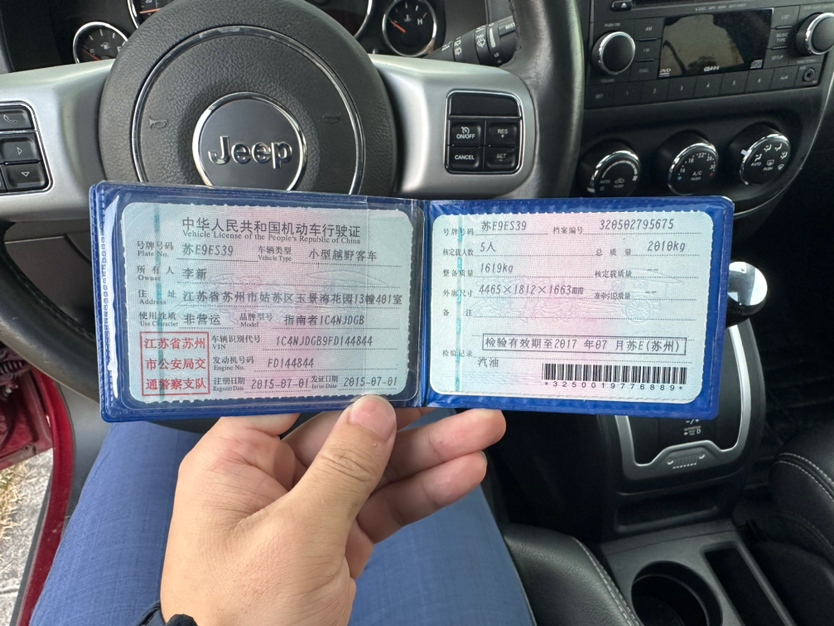 Jeep
ON/OFF
RES
CANCEL
SET
A/C
PUSH
中华人民共和国机动车行驶证
Vehicle License of the People's Republic of China
号牌号码 苏E9ES39 车辆类型 小型越野客车
Plate No. Vehicle Type
所有人 李新
Owner
住 址 江苏省苏州市姑苏区玉景湾花园13幢401室
Address
使用性质 非营运 品牌型号 指南者1C4NJDGB
Use Character Model
江苏省苏州
市公安局交
通警察支队
车辆识别代号 1C4NJDGB9FD144844
VIN
发动机号码 FD144844
Engine No.
注册日期 2015-07-01 发证日期 2015-07-01
Register Date Issue Date
号牌号码 苏E9ES39 档案编号 320502795675
核定载人数 5人 总 质 量 2010kg
整备质量 1619kg 核定载质量 --
外廓尺寸 4465×1812×1663mm 准牵引总质量 --
备 注
检验有效期至2017 年07 月苏E(苏州)
检验记录
汽油
*3250019776889*